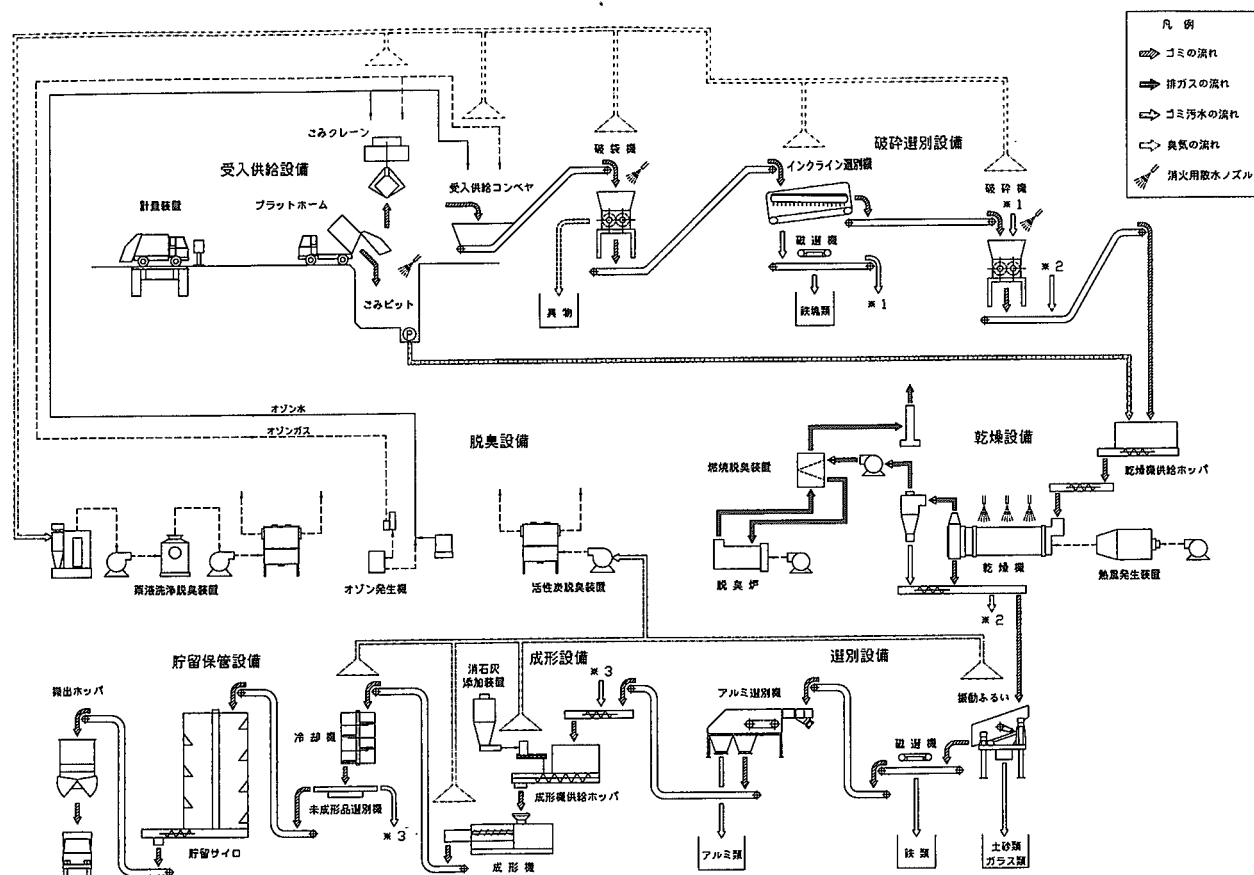 凡 例
ゴミの流れ
排ガスの流れ
ゴミ汚水の流れ
臭気の流れ
消火用散水ノズル
破砕選別設備
ごみクレーン
破袋機
インクライン選別機
受入供給設備
受入供給コンベヤ
破砕機
※1
計量装置
プラットホーム
磁選機
※2
ごみピット
異物
鉄塊類
※1
P
オゾン水
オゾンガス
脱臭設備
乾燥設備
燃焼脱臭装置
乾燥機供給ホッパ
乾燥機
熱風発生装置
薬液洗浄脱臭装置
オゾン発生機
活性炭脱臭装置
脱臭炉
※2
貯留保管設備
成形設備
選別設備
搬出ホッパ
消石灰
添加装置
※3
アルミ選別機
振動ふるい
冷却機
磁選機
成形機供給ホッパ
未成形品選別機
※3
貯留サイロ
成形機
アルミ類
鉄類
土砂類
ガラス類